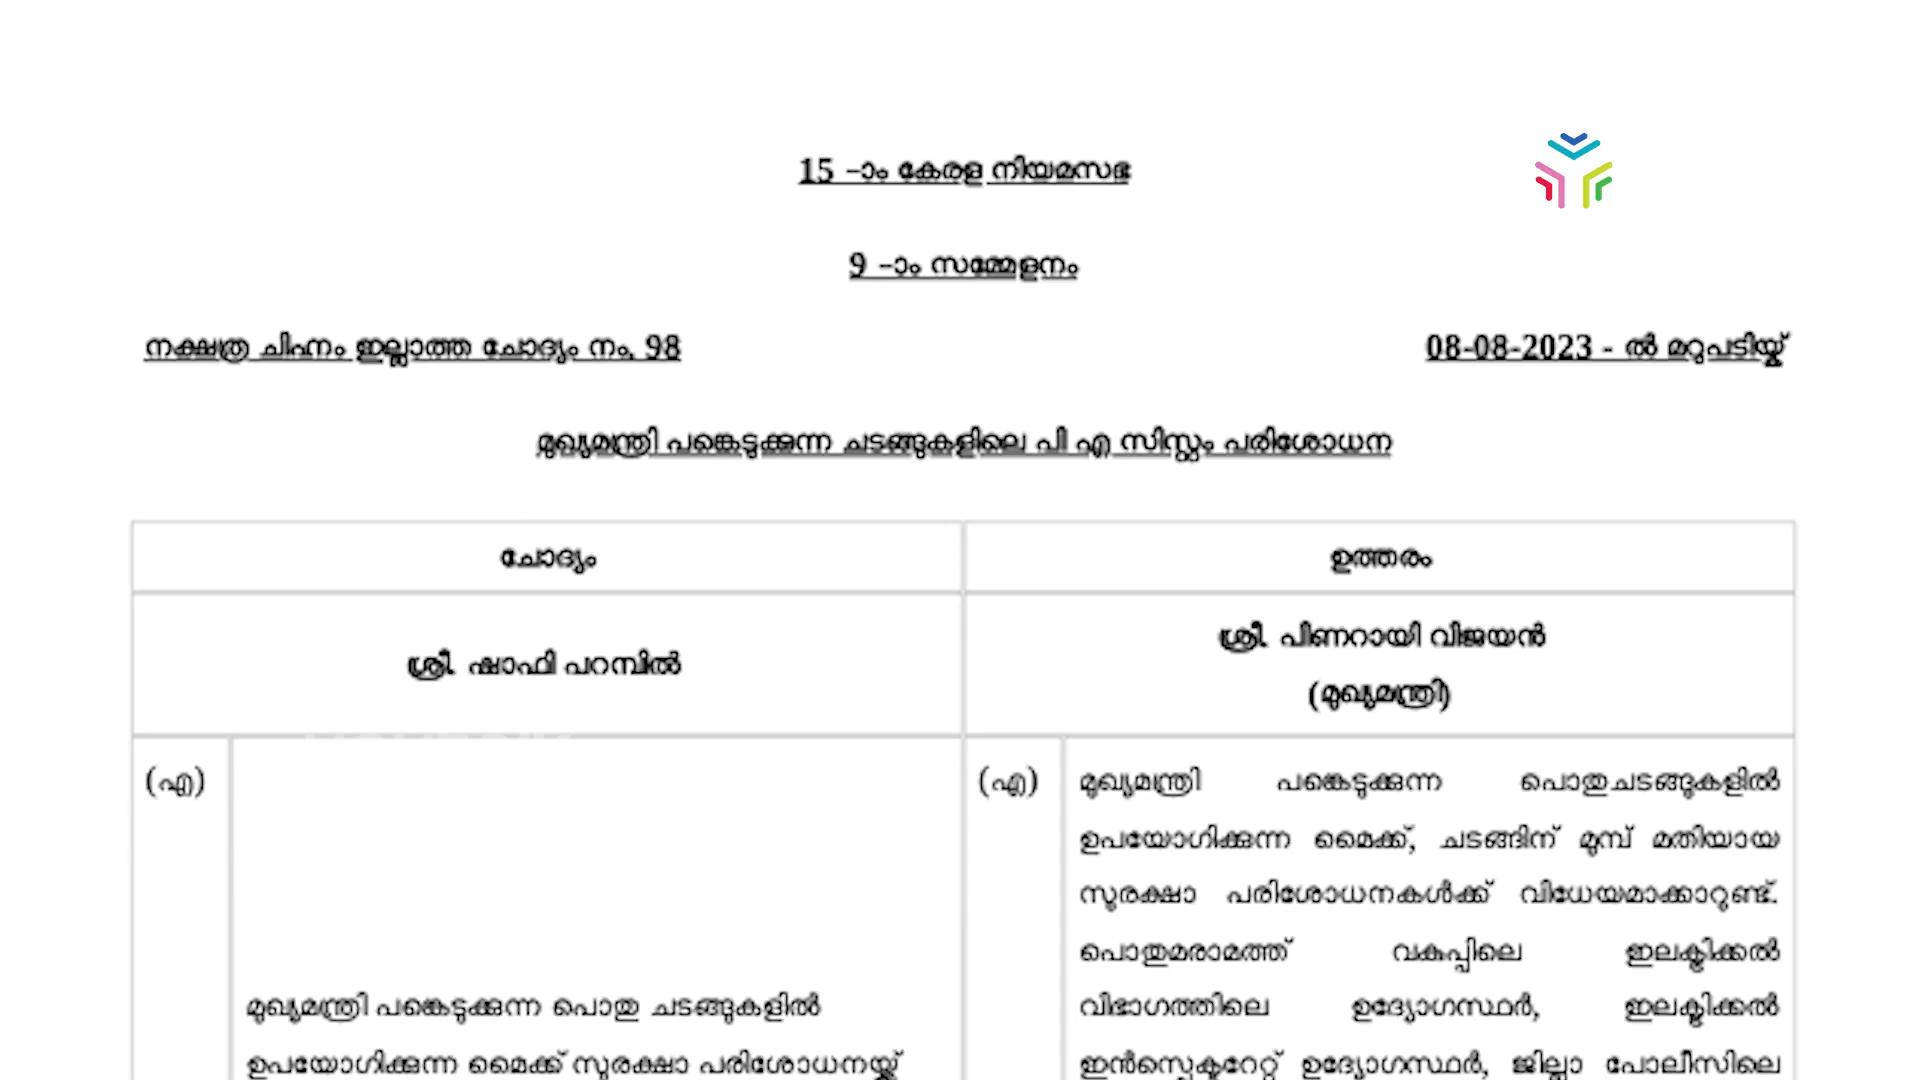 15 -ാം കേരള നിയമസഭ
9 -ാം സമ്മേളനം
നക്ഷത്ര ചിഹ്നം ഇല്ലാത്ത ചോദ്യം നം. 98
08-08-2023 - ൽ മറുപടിയ്ക്ക്
മുഖ്യമന്ത്രി പങ്കെടുക്കുന്ന ചടങ്ങുകളിലെ പി എ സിസ്റ്റം പരിശോധന
ചോദ്യം
ഉത്തരം
ശ്രീ. ഷാഫി പറമ്പിൽ
ശ്രീ. പിണറായി വിജയൻ
(മുഖ്യമന്ത്രി)
(എ)
മുഖ്യമന്ത്രി പങ്കെടുക്കുന്ന പൊതു ചടങ്ങുകളിൽ
ഉപയോഗിക്കുന്ന മൈക്ക് സുരക്ഷാ പരിശോധനയ്ക്ക്
(എ)
മുഖ്യമന്ത്രി പങ്കെടുക്കുന്ന പൊതുചടങ്ങുകളിൽ
ഉപയോഗിക്കുന്ന മൈക്ക്, ചടങ്ങിന് മുമ്പ് മതിയായ
സുരക്ഷാ പരിശോധനകൾക്ക് വിധേയമാക്കാറുണ്ട്.
പൊതുമരാമത്ത് വകുപ്പിലെ ഇലക്ട്രിക്കൽ
വിഭാഗത്തിലെ ഉദ്യോഗസ്ഥർ, ഇലക്ട്രിക്കൽ
ഇൻസ്പെക്ടറേറ്റ് ഉദ്യോഗസ്ഥർ, ജില്ലാ പോലീസിലെ